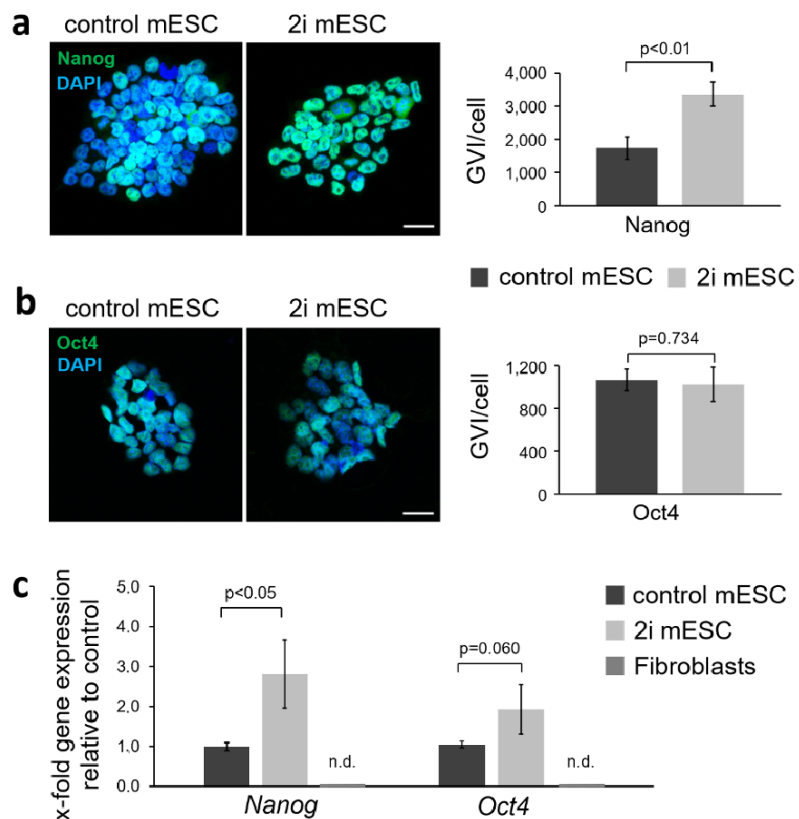 a
control mESC 2i mESC
Nanog
DAPI
p<0.01
4,000
3,000
2,000
1,000
0
GVI/cell
Nanog
control mESC 2i mESC
b
control mESC 2i mESC
Oct4
DAPI
p=0.734
1,200
800
400
0
GVI/cell
Oct4
c
x-fold gene expression
relative to control
5.0
4.0
3.0
2.0
1.0
0.0
p<0.05
n.d.
p=0.060
n.d.
Nanog Oct4
control mESC
2i mESC
Fibroblasts